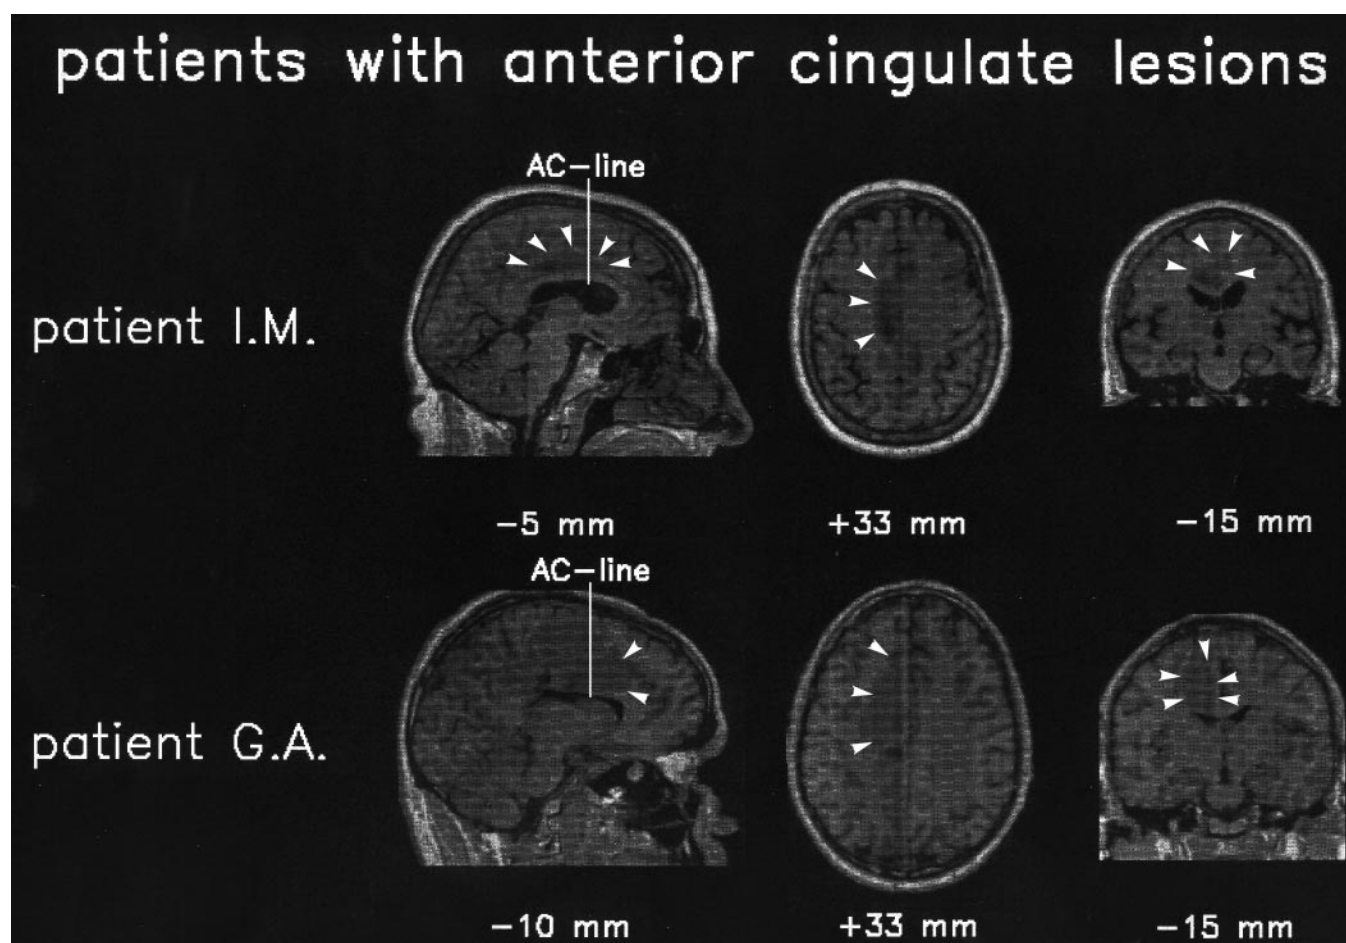 patients with anterior cingulate lesions
AC-line
patient I.M.
-5 mm +33 mm -15 mm
AC-line
patient G.A.
-10 mm +33 mm -15 mm